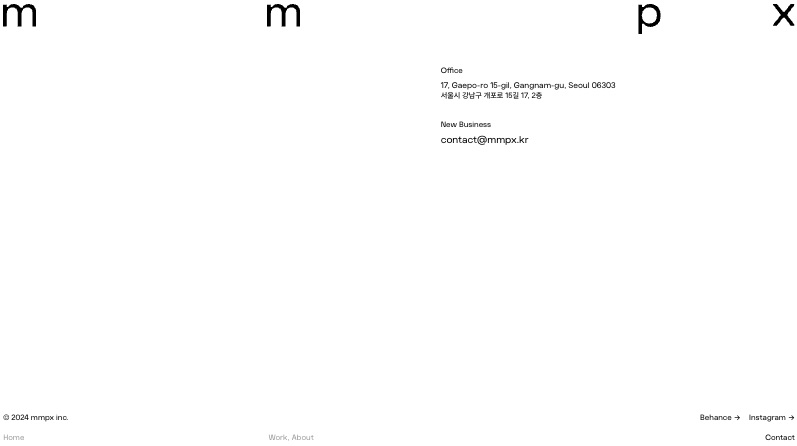 m m p x
Office
17, Gaepo-ro 15-gil, Gangnam-gu, Seoul 06303
서울시 강남구 개포로 15길 17, 2층
New Business
contact@mmpx.kr
© 2024 mmpx inc. Behance → Instagram →
Home Work, About Contact